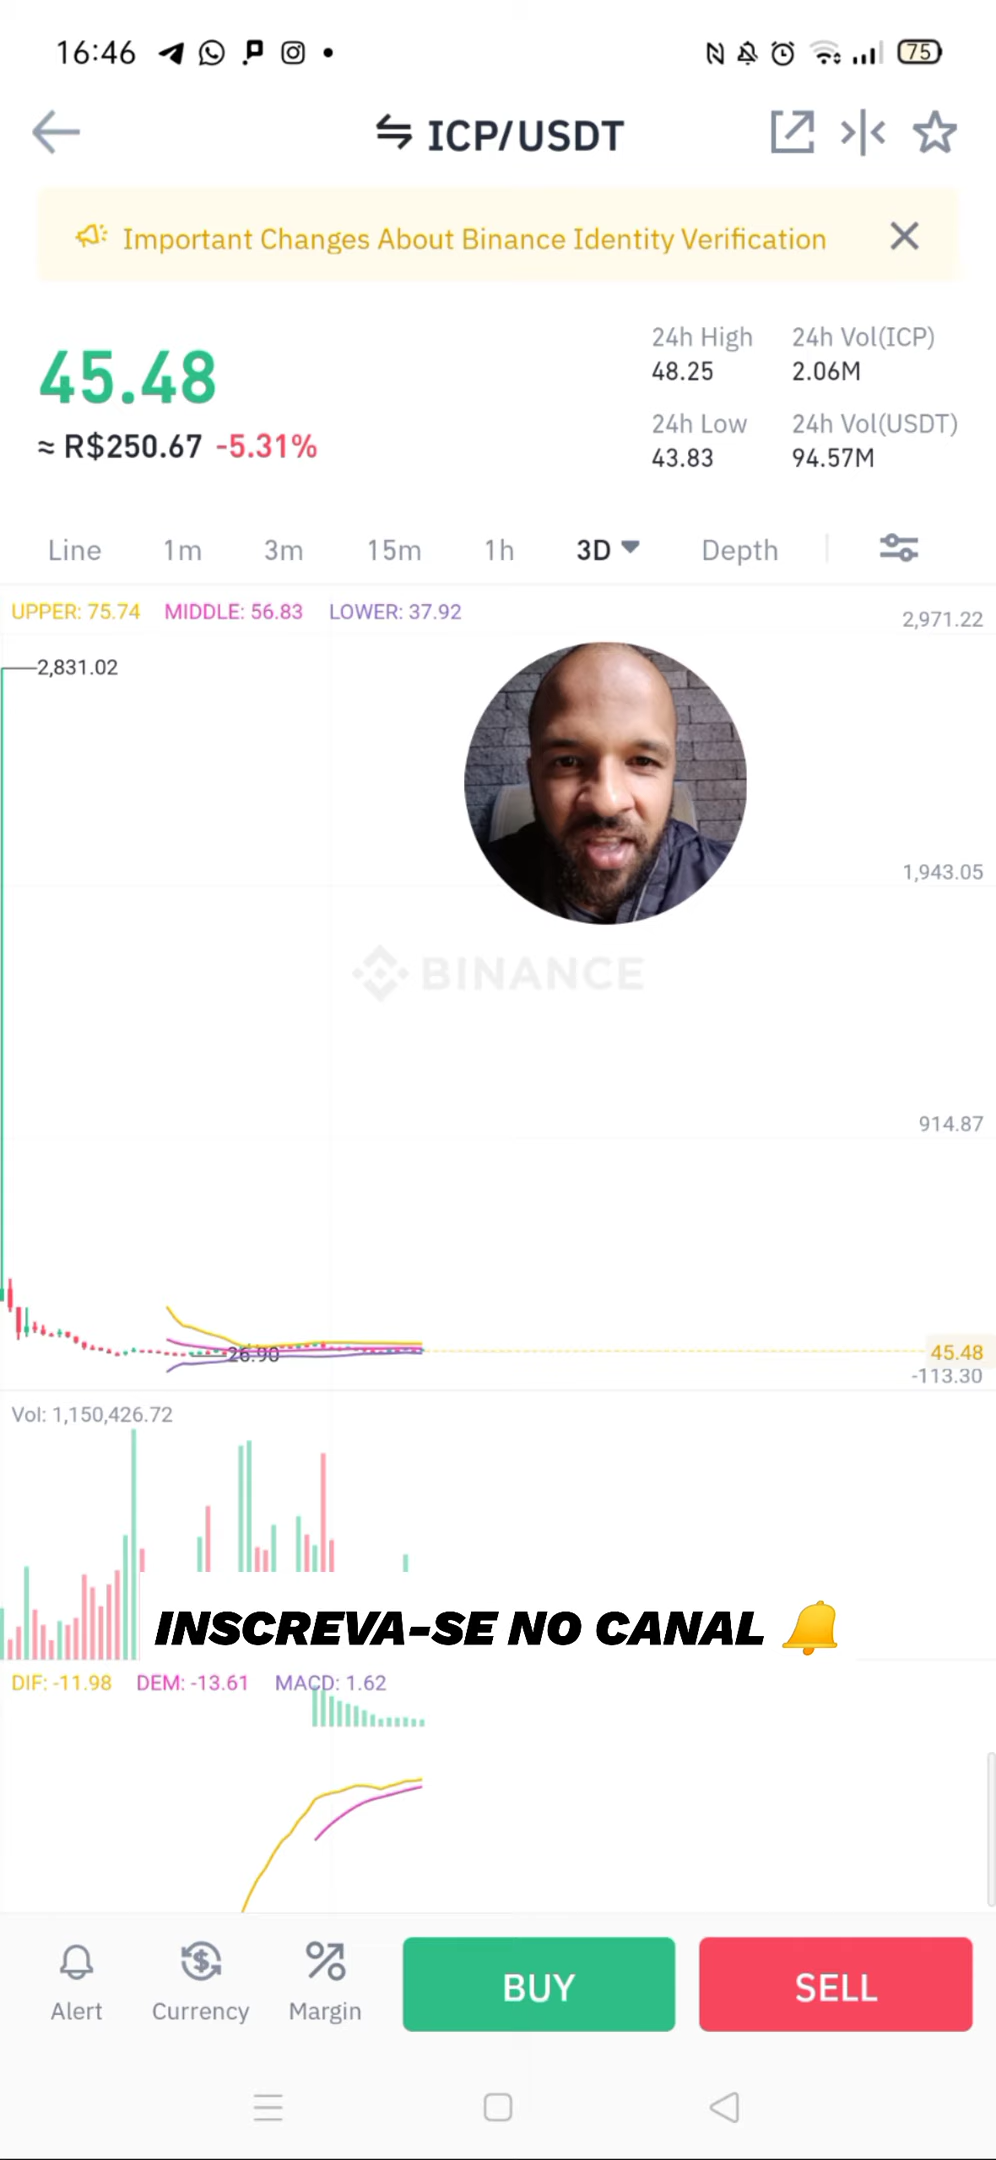 16:46
75
ICP/USDT
Important Changes About Binance Identity Verification
45.48
≈ R$250.67 -5.31%
24h High
48.25
24h Vol(ICP)
2.06M
24h Low
43.83
24h Vol(USDT)
94.57M
Line 1m 3m 15m 1h 3D Depth
UPPER: 75.74 MIDDLE: 56.83 LOWER: 37.92
2,971.22
2,831.02
1,943.05
BINANCE
914.87
26.90
45.48
-113.30
Vol: 1,150,426.72
INSCREVA-SE NO CANAL
DIF: -11.98 DEM: -13.61 MACD: 1.62
Alert Currency Margin
BUY SELL